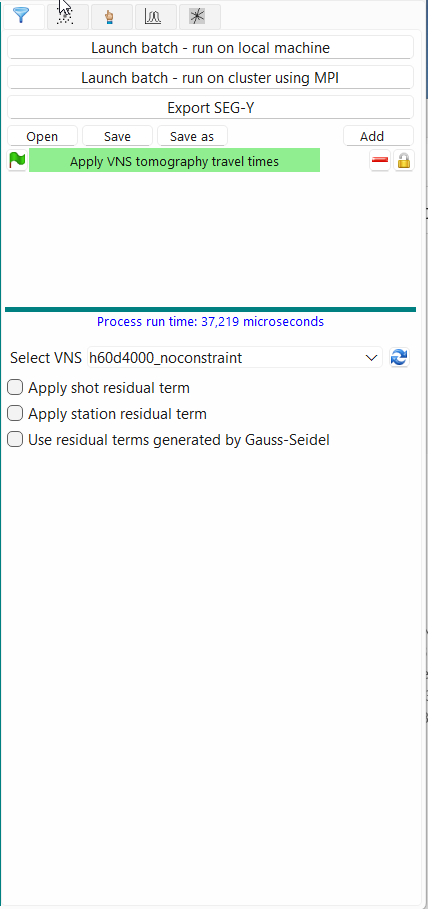 Launch batch - run on local machine
Launch batch - run on cluster using MPI
Export SEG-Y
Open Save Save as Add
Apply VNS tomography travel times
Process run time: 37,219 microseconds
Select VNS h60d4000_noconstraint
Apply shot residual term
Apply station residual term
Use residual terms generated by Gauss-Seidel